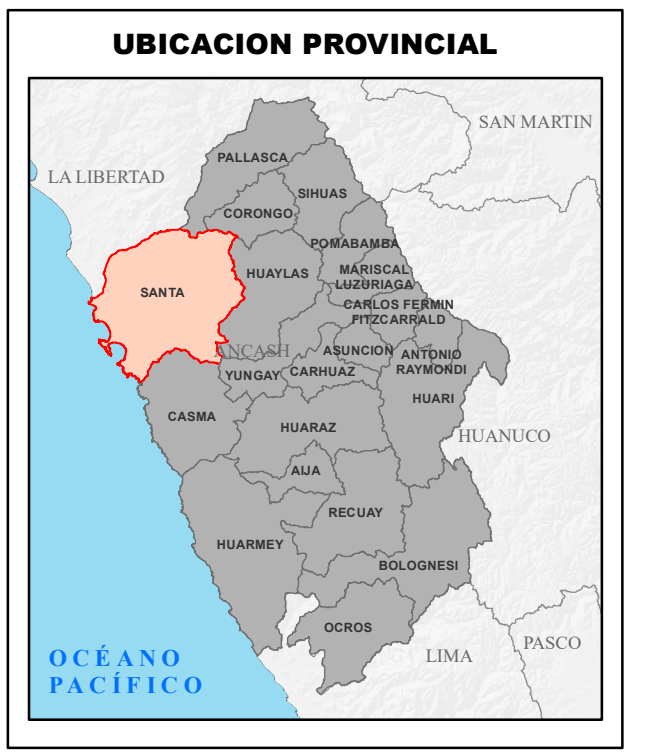 UBICACION PROVINCIAL
SAN MARTIN
LA LIBERTAD
PALLASCA
SIHUAS
CORONGO
POMABAMBA
HUAYLAS
MARISCAL
LUZURIAGA
SANTA
CARLOS FERMIN
FITZCARRALD
ANCASH
ASUNCION
ANTONIO
RAYMONDI
YUNGAY
CARHUAZ
HUARI
CASMA
HUARAZ
HUANUCO
AIJA
RECUAY
HUARMEY
BOLOGNESI
OCROS
PASCO
LIMA
OCÉANO
PACÍFICO